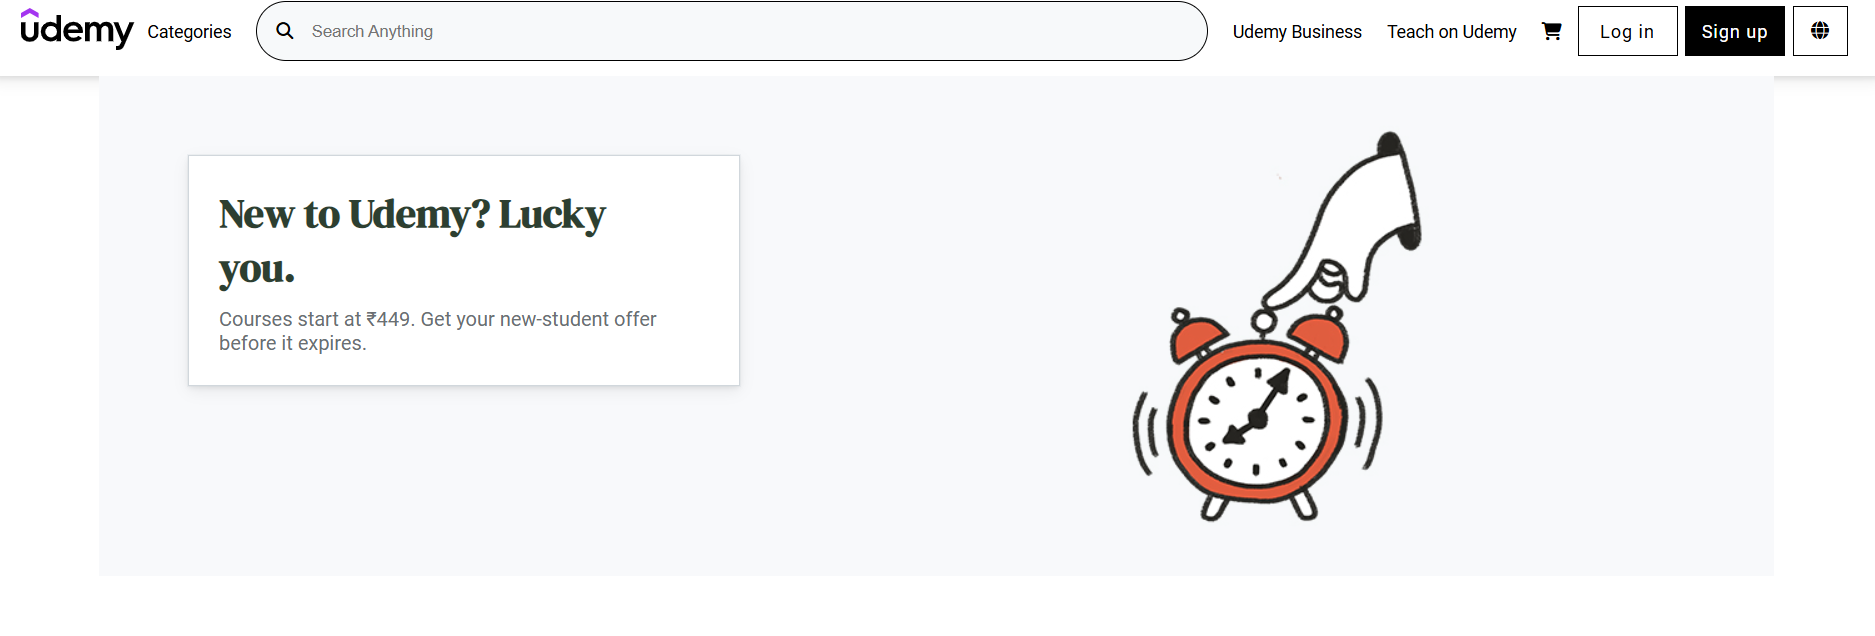 udemy
Categories
Search Anything
Udemy Business
Teach on Udemy
Log in
Sign up
New to Udemy? Lucky
you.
Courses start at ₹449. Get your new-student offer
before it expires.